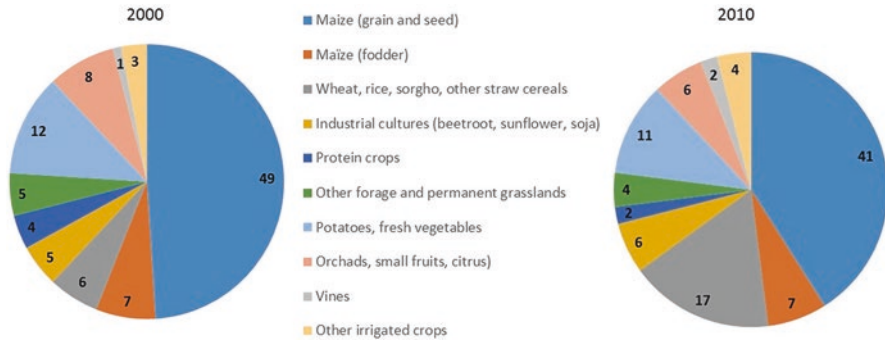 2000
49
7
6
5
4
5
12
8
1
3
Maize (grain and seed)
Maïze (fodder)
Wheat, rice, sorgho, other straw cereals
Industrial cultures (beetroot, sunflower, soja)
Protein crops
Other forage and permanent grasslands
Potatoes, fresh vegetables
Orchads, small fruits, citrus)
Vines
Other irrigated crops
2010
41
7
17
6
2
4
11
6
2
4